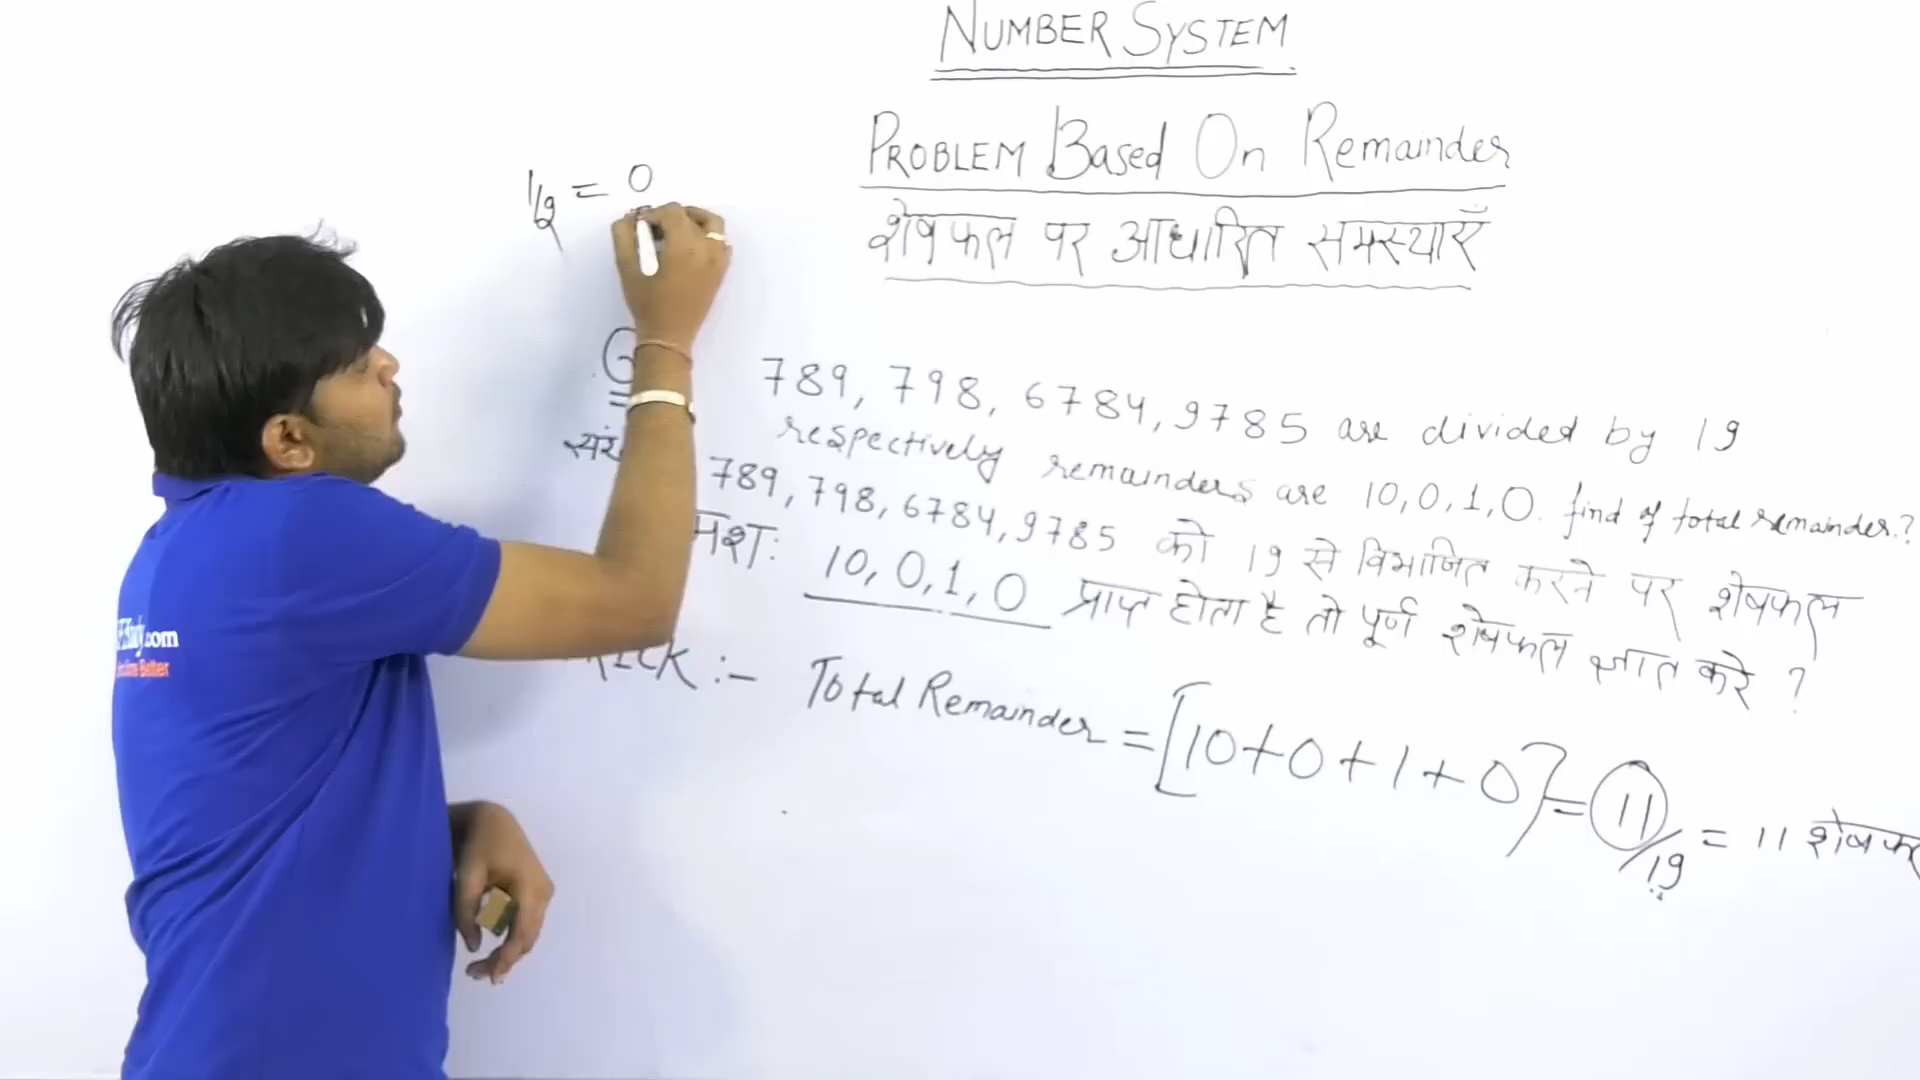 NUMBER SYSTEM
PROBLEM Based On Remainder
शेषफल पर आधारित समस्याएँ
1/9 = 0
789, 798, 6784, 9785 are divided by 19
respectively remainders are 10, 0, 1, 0. find of total remainder.?
789, 798, 6784, 9785 को 19 से विभाजित करने पर शेषफल
10, 0, 1, 0 प्राप्त होता है तो पूर्ण शेषफल ज्ञात करे ?
:- Total Remainder = [10+0+1+0] = 11/19 = 11
.com